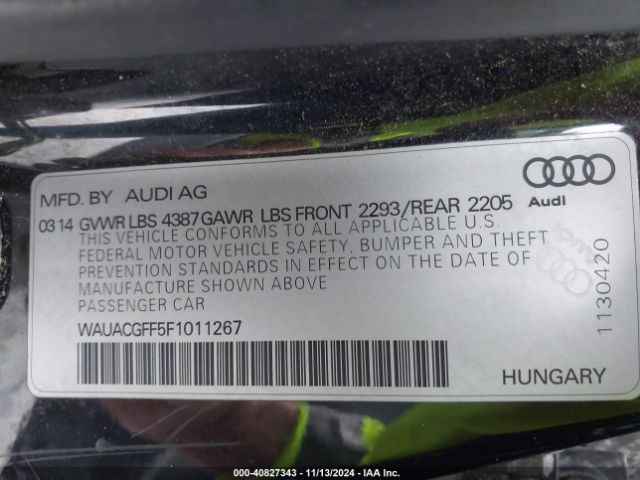 MFD. BY AUDI AG
Audi
0314 GVWR LBS 4387 GAWR LBS FRONT 2293/REAR 2205
THIS VEHICLE CONFORMS TO ALL APPLICABLE U.S.
FEDERAL MOTOR VEHICLE SAFETY, BUMPER AND THEFT
PREVENTION STANDARDS IN EFFECT ON THE DATE OF
MANUFACTURE SHOWN ABOVE
PASSENGER CAR
WAUACGFF5F1011267
1130420
HUNGARY
000-40827343 - 11/13/2024 - IAA Inc.